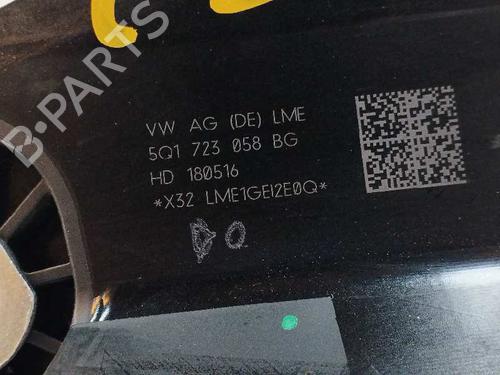 B-PARTS
VW AG (DE) LME
5Q1 723 058 BG
HD 180516
*X32 LME1GEI2E0Q*